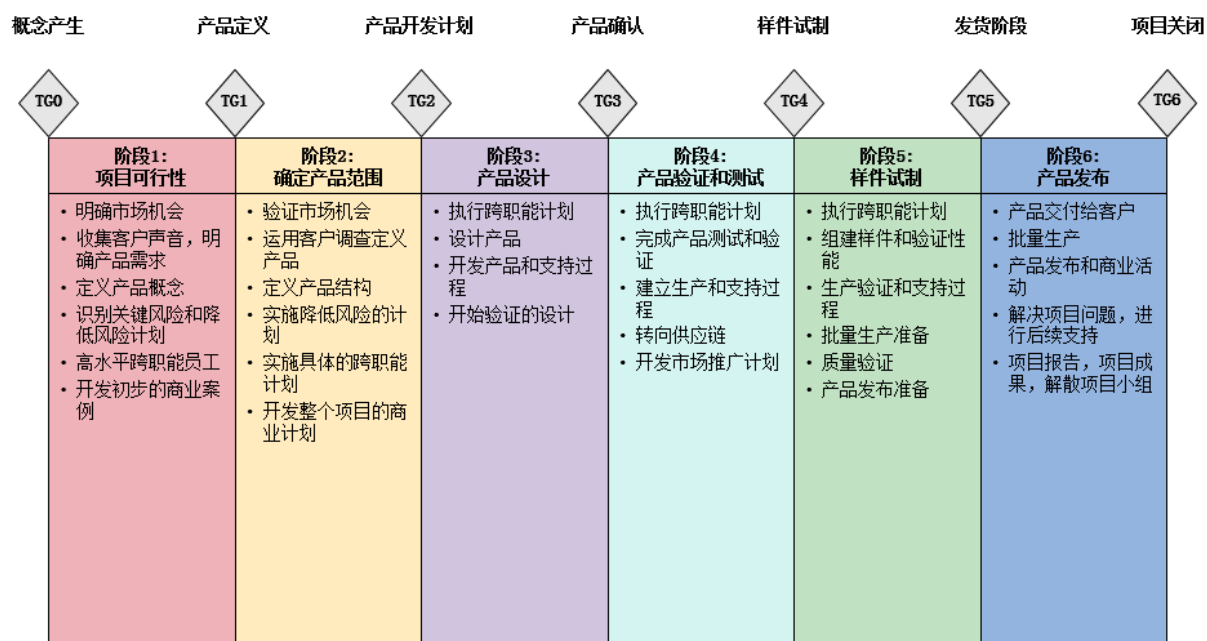 概念产生
产品定义
产品开发计划
产品确认
样件试制
发货阶段
项目关闭
TG0
TG1
TG2
TG3
TG4
TG5
TG6
阶段1:
项目可行性
• 明确市场机会
• 收集客户声音，明
确产品需求
• 定义产品概念
• 识别关键风险和降
低风险计划
• 高水平跨职能员工
• 开发初步的商业案
例
阶段2:
确定产品范围
• 验证市场机会
• 运用客户调查定义
产品
• 定义产品结构
• 实施降低风险的计
划
• 实施具体的跨职能
计划
• 开发整个项目的商
业计划
阶段3:
产品设计
• 执行跨职能计划
• 设计产品
• 开发产品和支持过
程
• 开始验证的设计
阶段4:
产品验证和测试
• 执行跨职能计划
• 完成产品测试和验
证
• 建立生产和支持过
程
• 转向供应链
• 开发市场推广计划
阶段5:
样件试制
• 执行跨职能计划
• 组建样件和验证性
能
• 生产验证和支持过
程
• 批量生产准备
• 质量验证
• 产品发布准备
阶段6:
产品发布
• 产品交付给客户
• 批量生产
• 产品发布和商业活
动
• 解决项目问题，进
行后续支持
• 项目报告，项目成
果，解散项目小组